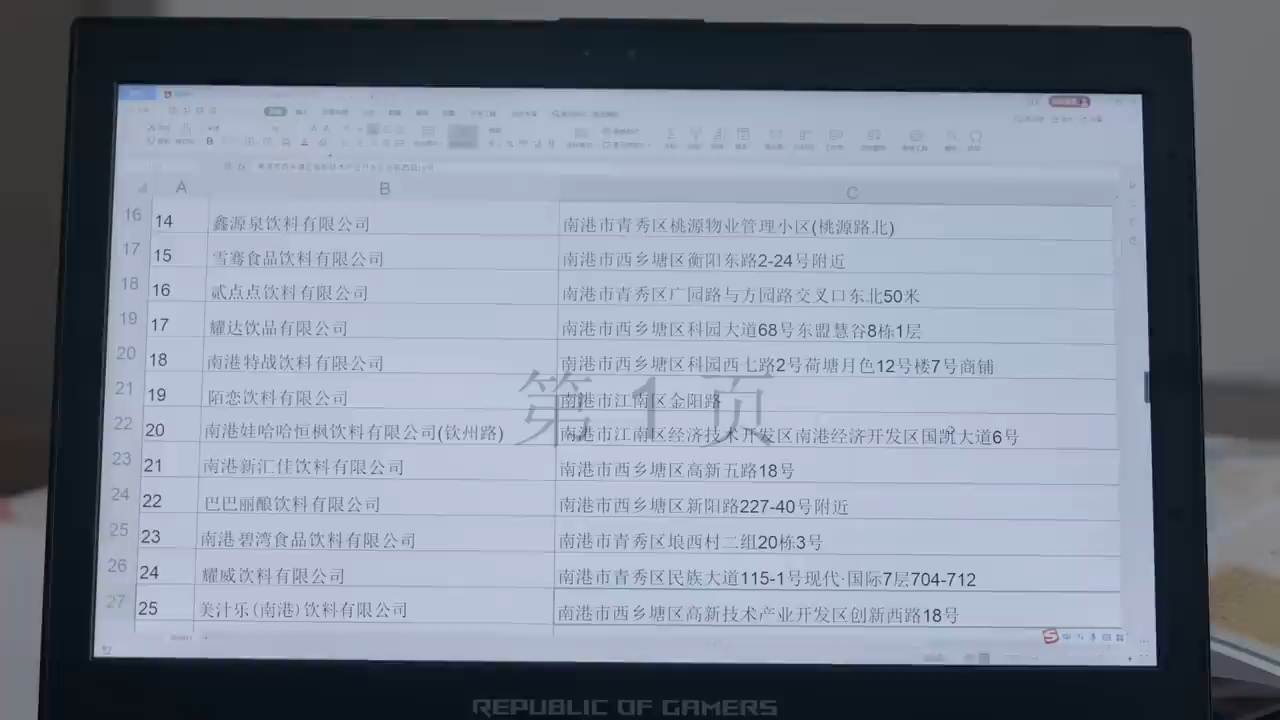 A B C
16 14 鑫源泉饮料有限公司 南港市青秀区桃源物业管理小区(桃源路北)
17 15 雪骞食品饮料有限公司 南港市西乡塘区衡阳东路2-24号附近
18 16 贰点点饮料有限公司 南港市青秀区广园路与方园路交叉口东北50米
19 17 耀达饮品有限公司 南港市西乡塘区科园大道68号东盟慧谷8栋1层
20 18 南港特战饮料有限公司 南港市西乡塘区科园西七路2号荷塘月色12号楼7号商铺
21 19 陌恋饮料有限公司 南港市江南区金阳路
第1页
22 20 南港娃哈哈恒枫饮料有限公司(钦州路) 南港市江南区经济技术开发区南港经济开发区国凯大道6号
23 21 南港新汇佳饮料有限公司 南港市西乡塘区高新五路18号
24 22 巴巴丽酿饮料有限公司 南港市西乡塘区新阳路227-40号附近
25 23 南港碧湾食品饮料有限公司 南港市青秀区埌西村二组20栋3号
26 24 耀威饮料有限公司 南港市青秀区民族大道115-1号现代·国际7层704-712
27 25 美汁乐(南港)饮料有限公司 南港市西乡塘区高新技术产业开发区创新西路18号
REPUBLIC OF GAMERS